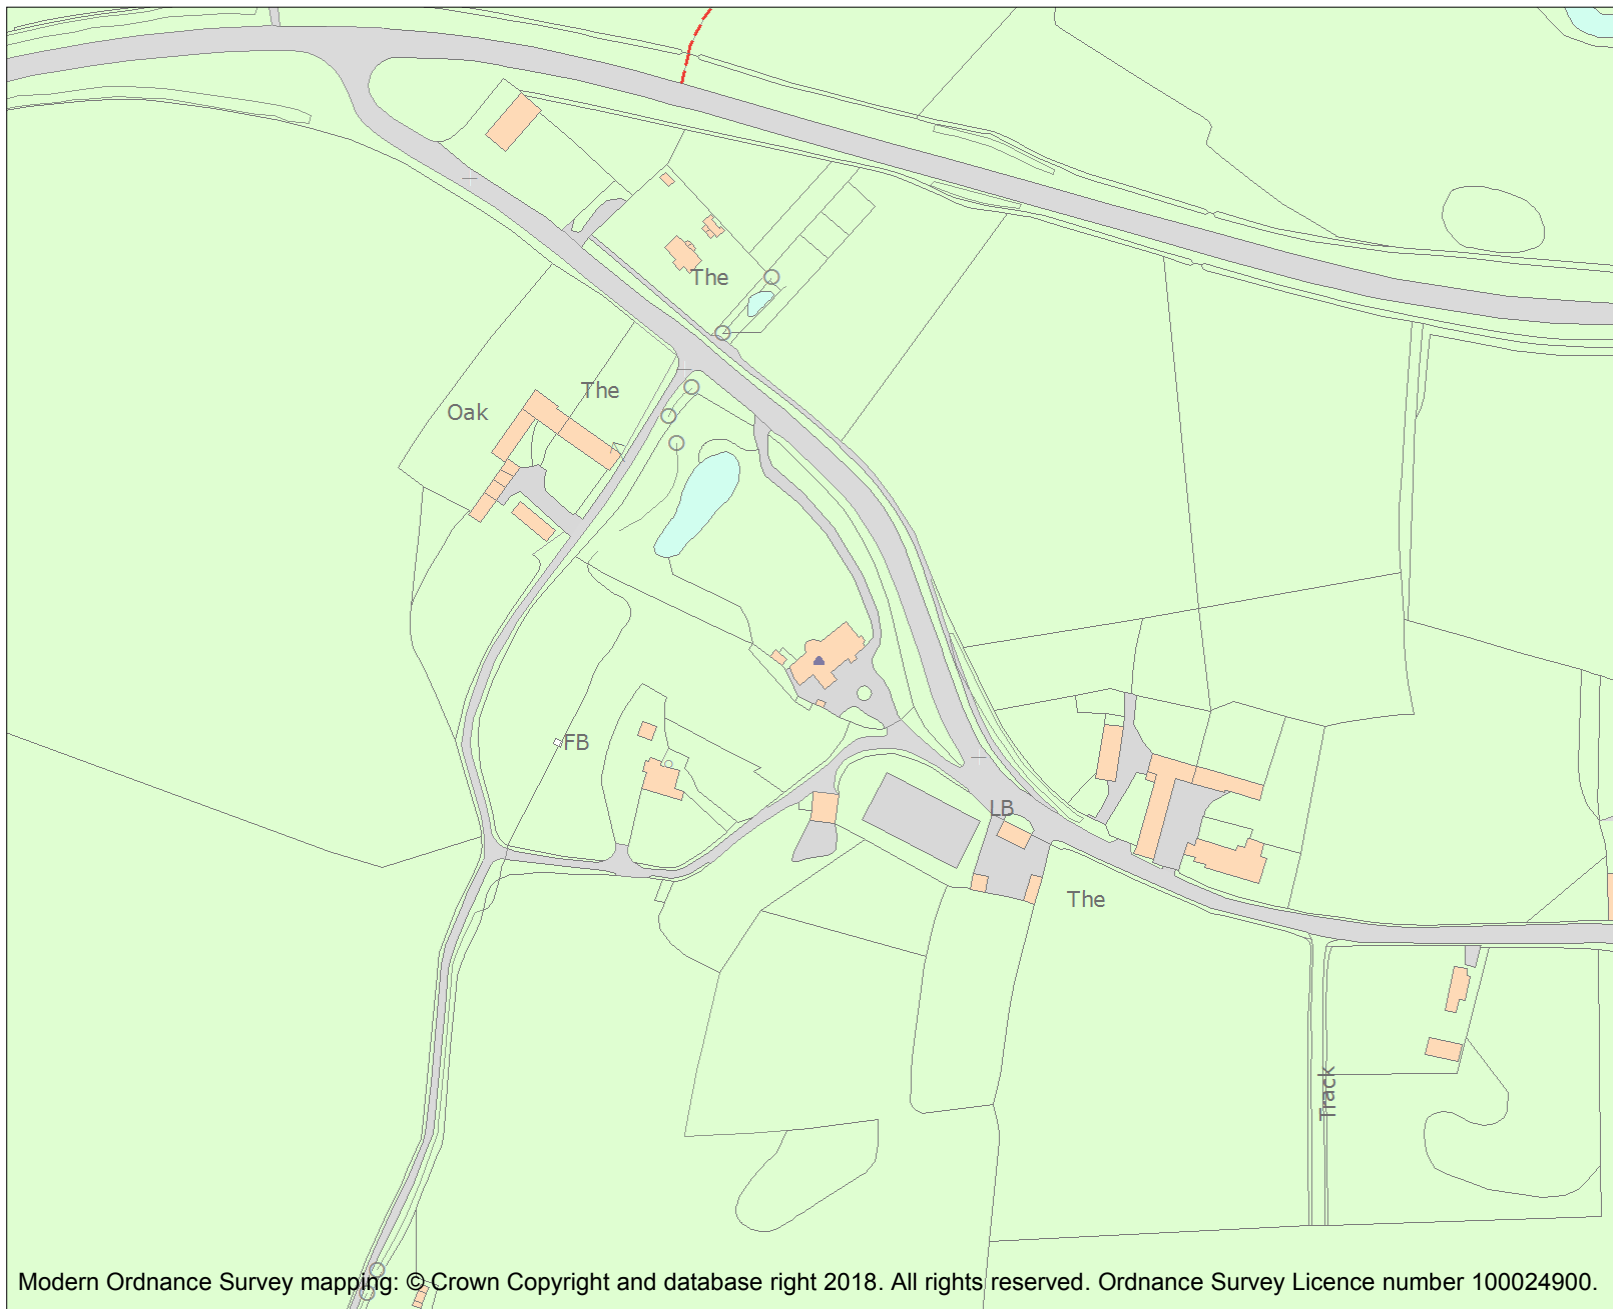 The
The
Oak
FB
LB
The
Track
Modern Ordnance Survey mapping: © Crown Copyright and database right 2018. All rights reserved. Ordnance Survey Licence number 100024900.